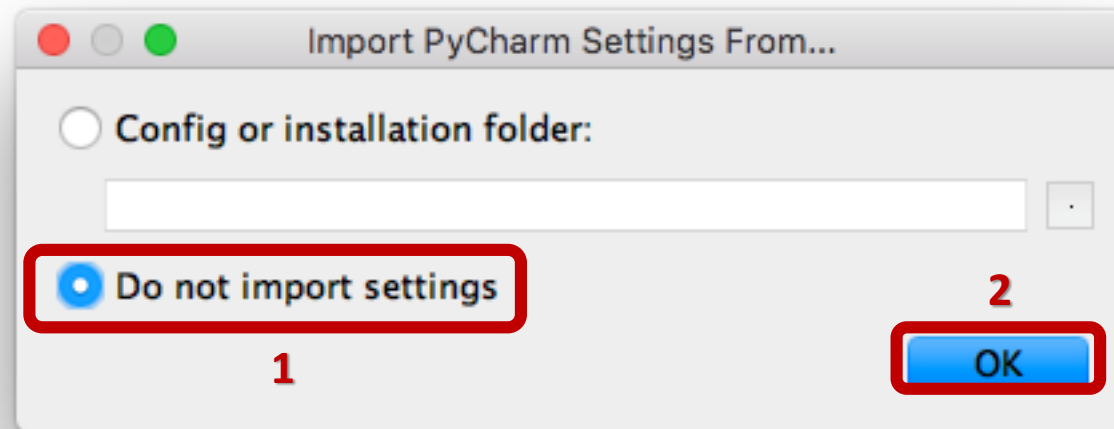 Import PyCharm Settings From...
Config or installation folder:
.
Do not import settings
2
1
OK